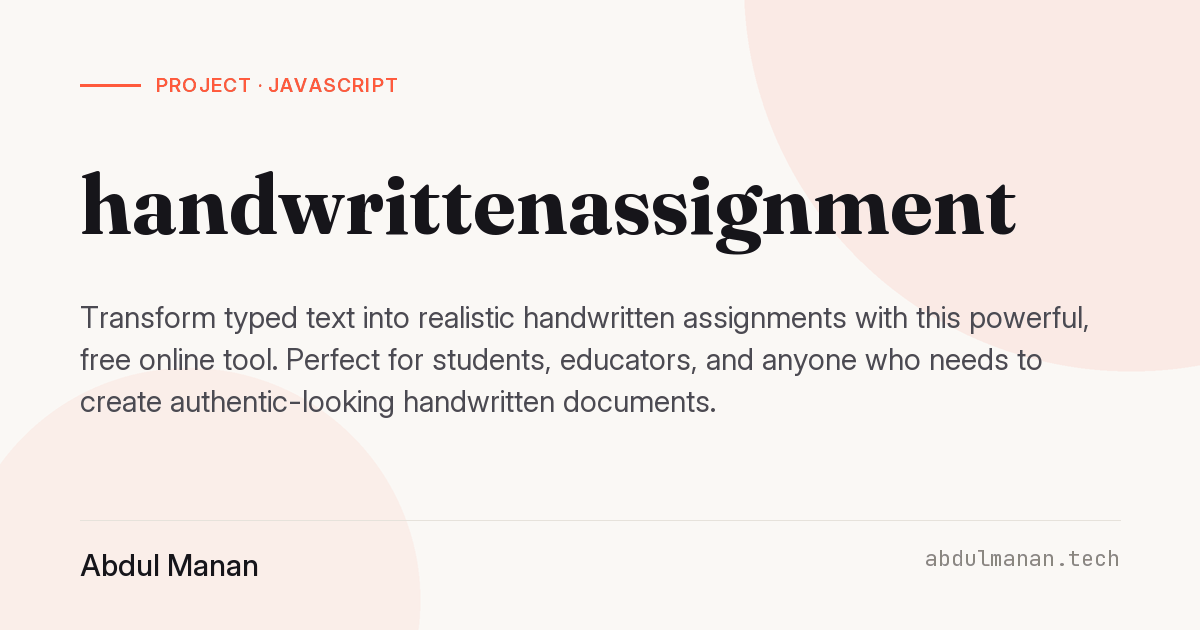 PROJECT · JAVASCRIPT
handwrittenassignment
Transform typed text into realistic handwritten assignments with this powerful,
free online tool. Perfect for students, educators, and anyone who needs to
create authentic-looking handwritten documents.
Abdul Manan
abdulmanan.tech